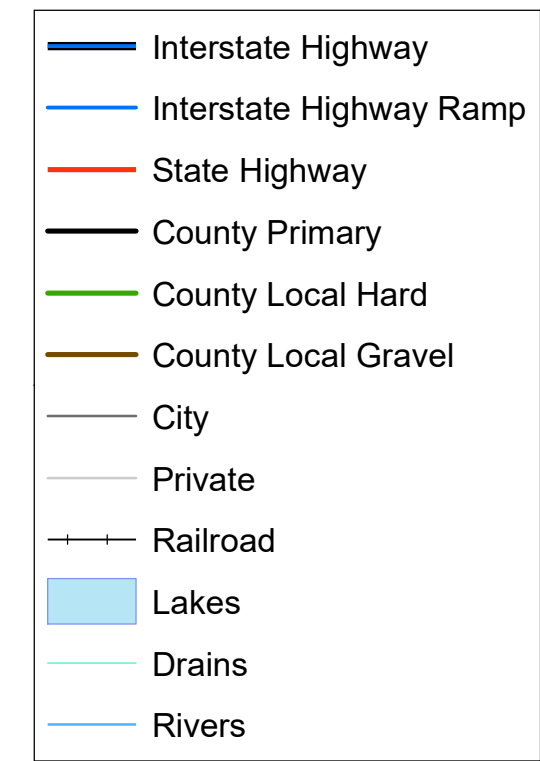 Interstate Highway
Interstate Highway Ramp
State Highway
County Primary
County Local Hard
County Local Gravel
City
Private
Railroad
Lakes
Drains
Rivers